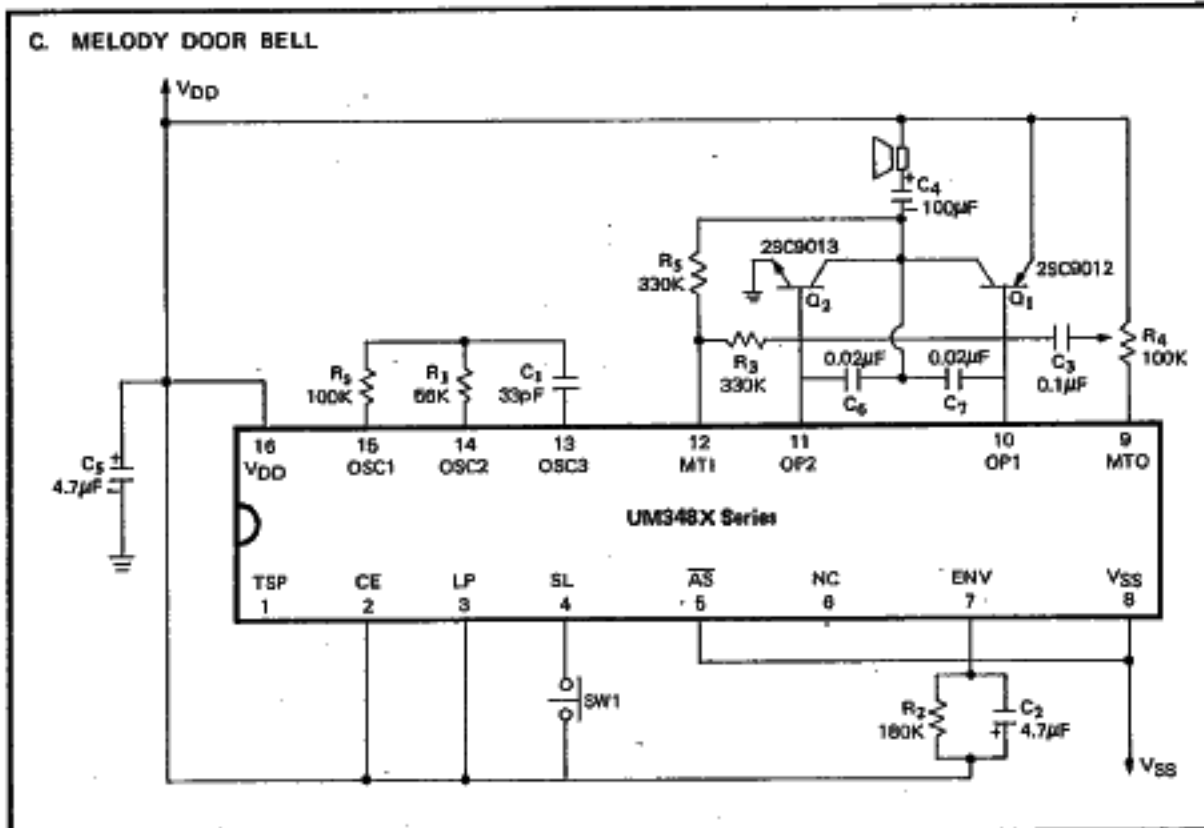 C. MELODY DOOR BELL
VDD
C4
100μF
2SC9013
2SC9012
R5
330K
Q2
Q1
R4
100K
R3
330K
0.02μF
0.02μF
C3
0.1μF
C6
C7
100K
66K
C1
33pF
C5
4.7μF
16 15 14 13 12 11 10 9
VDD OSC1 OSC2 OSC3 MTI OP2 OP1 MTO
UM348X Series
TSP CE LP SL AS NC ENV VSS
1 2 3 4 5 6 7 8
SW1
R2
180K
C2
4.7μF
VSS